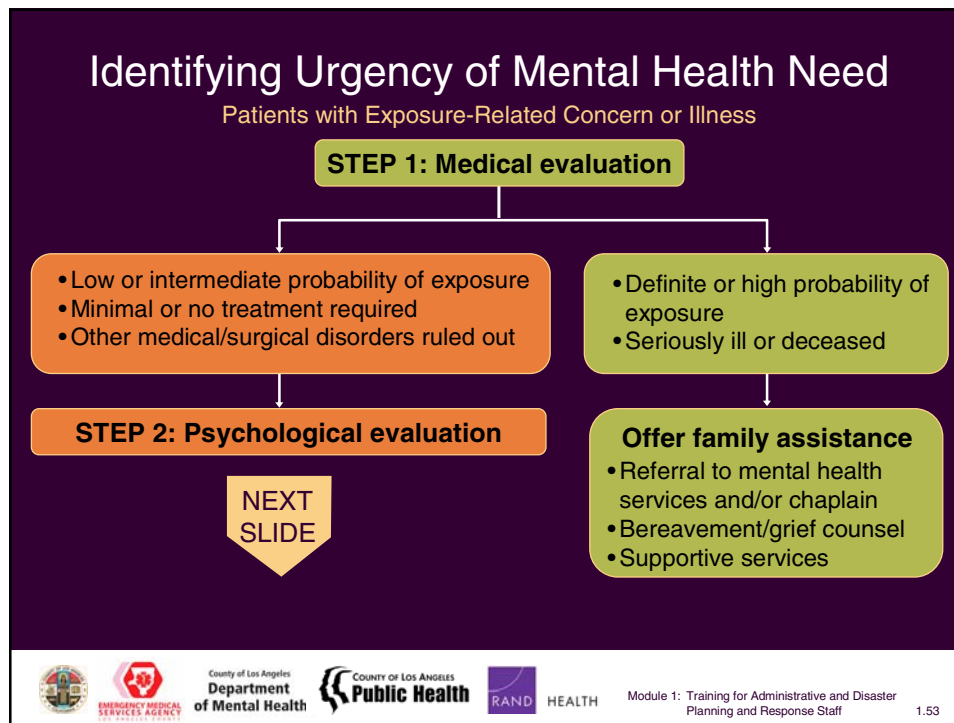 Identifying Urgency of Mental Health Need
Patients with Exposure-Related Concern or Illness
STEP 1: Medical evaluation
• Low or intermediate probability of exposure
• Minimal or no treatment required
• Other medical/surgical disorders ruled out
• Definite or high probability of
exposure
• Seriously ill or deceased
STEP 2: Psychological evaluation
Offer family assistance
• Referral to mental health
services and/or chaplain
• Bereavement/grief counsel
• Supportive services
NEXT
SLIDE
EMERGENCY MEDICAL
SERVICES AGENCY
LOS ANGELES COUNTY
County of Los Angeles
Department
of Mental Health
COUNTY OF LOS ANGELES
Public Health
RAND
HEALTH
Module 1: Training for Administrative and Disaster
Planning and Response Staff
1.53